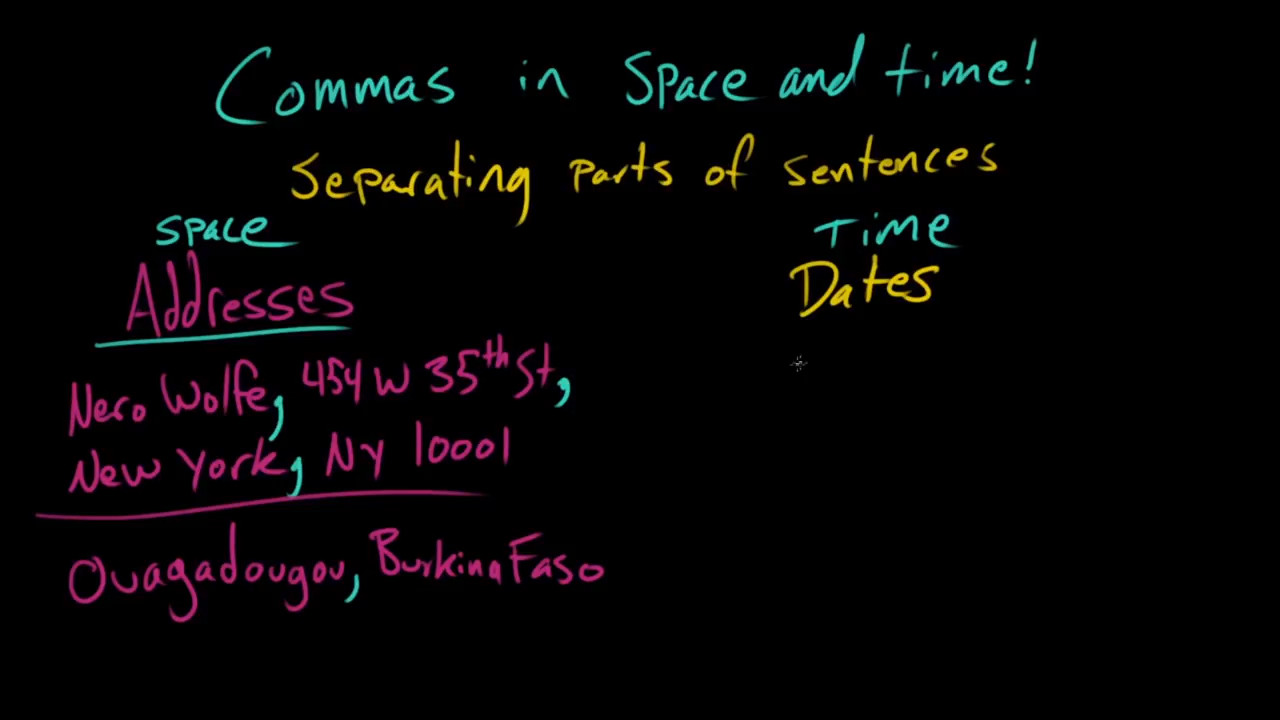 Commas in Space and time!
Separating parts of sentences
Space
Time
Addresses
Dates
Nero Wolfe, 454 W 35th St,
New York, NY 10001
Ouagadougou, Burkina Faso